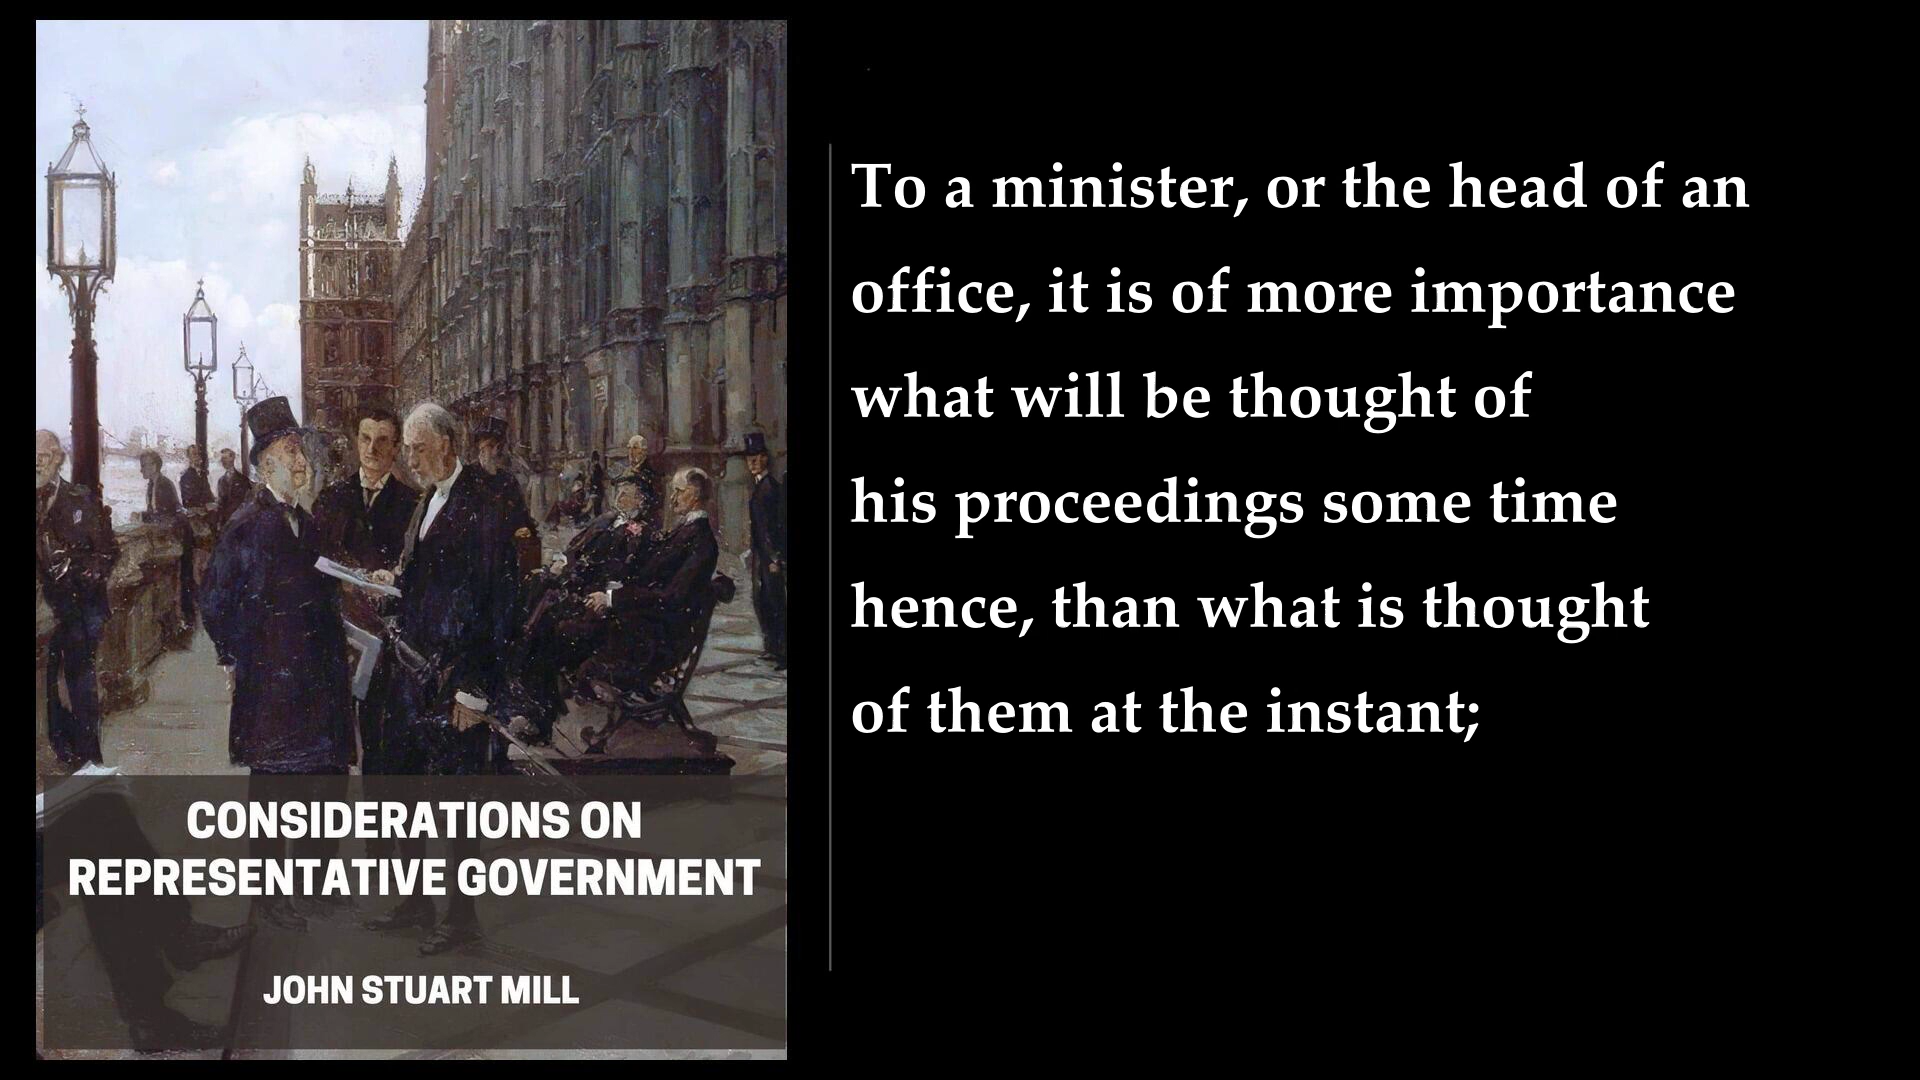 CONSIDERATIONS ON
REPRESENTATIVE GOVERNMENT
JOHN STUART MILL
To a minister, or the head of an
office, it is of more importance
what will be thought of
his proceedings some time
hence, than what is thought
of them at the instant;